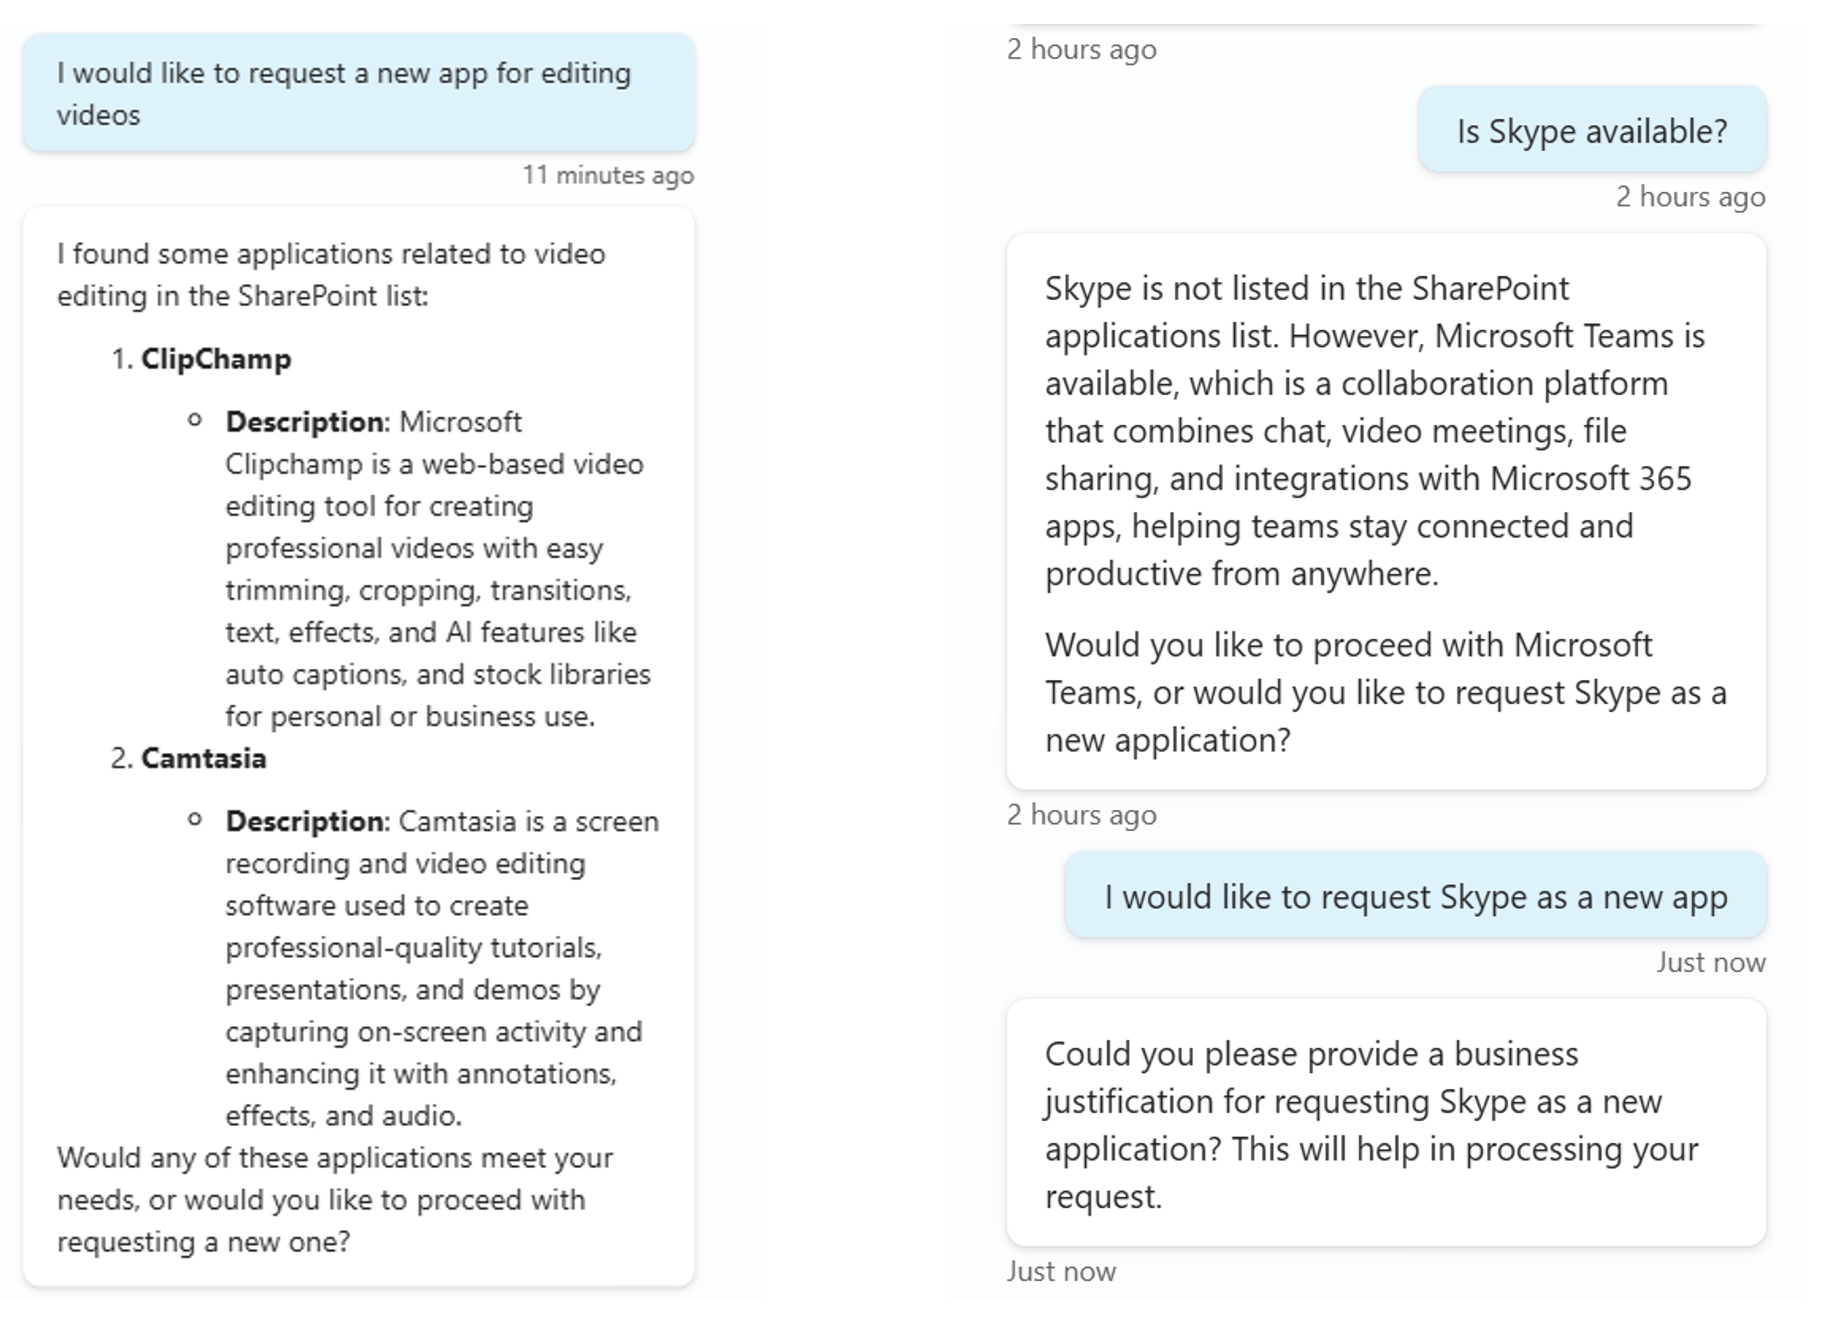 I would like to request a new app for editing
videos
11 minutes ago
I found some applications related to video
editing in the SharePoint list:
1. ClipChamp
○ Description: Microsoft
Clipchamp is a web-based video
editing tool for creating
professional videos with easy
trimming, cropping, transitions,
text, effects, and AI features like
auto captions, and stock libraries
for personal or business use.
2. Camtasia
○ Description: Camtasia is a screen
recording and video editing
software used to create
professional-quality tutorials,
presentations, and demos by
capturing on-screen activity and
enhancing it with annotations,
effects, and audio.
Would any of these applications meet your
needs, or would you like to proceed with
requesting a new one?
2 hours ago
Is Skype available?
2 hours ago
Skype is not listed in the SharePoint
applications list. However, Microsoft Teams is
available, which is a collaboration platform
that combines chat, video meetings, file
sharing, and integrations with Microsoft 365
apps, helping teams stay connected and
productive from anywhere.
Would you like to proceed with Microsoft
Teams, or would you like to request Skype as a
new application?
2 hours ago
I would like to request Skype as a new app
Just now
Could you please provide a business
justification for requesting Skype as a new
application? This will help in processing your
request.
Just now